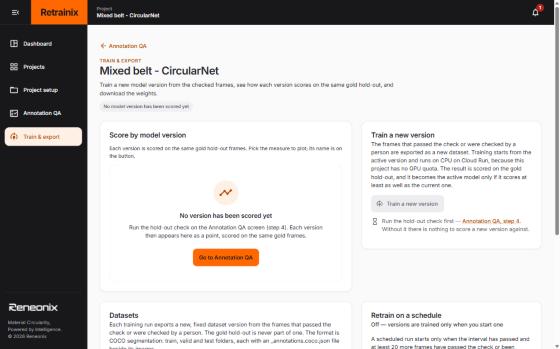 Retrainix
Project
Mixed belt - CircularNet
1
Dashboard
Projects
Project setup
Annotation QA
Train & export
Reneonix
Material Circularity,
Powered by Intelligence.
© 2026 Reneonix
Annotation QA
TRAIN & EXPORT
Mixed belt - CircularNet
Train a new model version from the checked frames, see how each version scores on the same gold hold-out, and
download the weights.
No model version has been scored yet
Score by model version
Each version is scored on the same gold hold-out frames. Pick the measure to plot; its name is on
the button.
No version has been scored yet
Run the hold-out check on the Annotation QA screen (step 4). Each version
then appears here as a point, scored on the same gold frames.
Go to Annotation QA
Train a new version
The frames that passed the check or were checked by a
person are exported as a new dataset. Training starts from the
active version and runs on CPU on Cloud Run, because this
project has no GPU quota. The result is scored on the gold
hold-out, and it becomes the active model only if it scores at
least as well as the current one.
Train a new version
Run the hold-out check first — Annotation QA, step 4.
Without it there is nothing to score a new version against.
Datasets
Each training run exports a new, fixed dataset version from the frames that passed the
check or were checked by a person. The gold hold-out is never part of one. The format is
COCO segmentation: train, valid and test folders, each with an _annotations.coco.json file
Retrain on a schedule
Off — versions are trained only when you start one
A scheduled run starts only when the interval has passed and
at least 20 more frames have passed the check or been